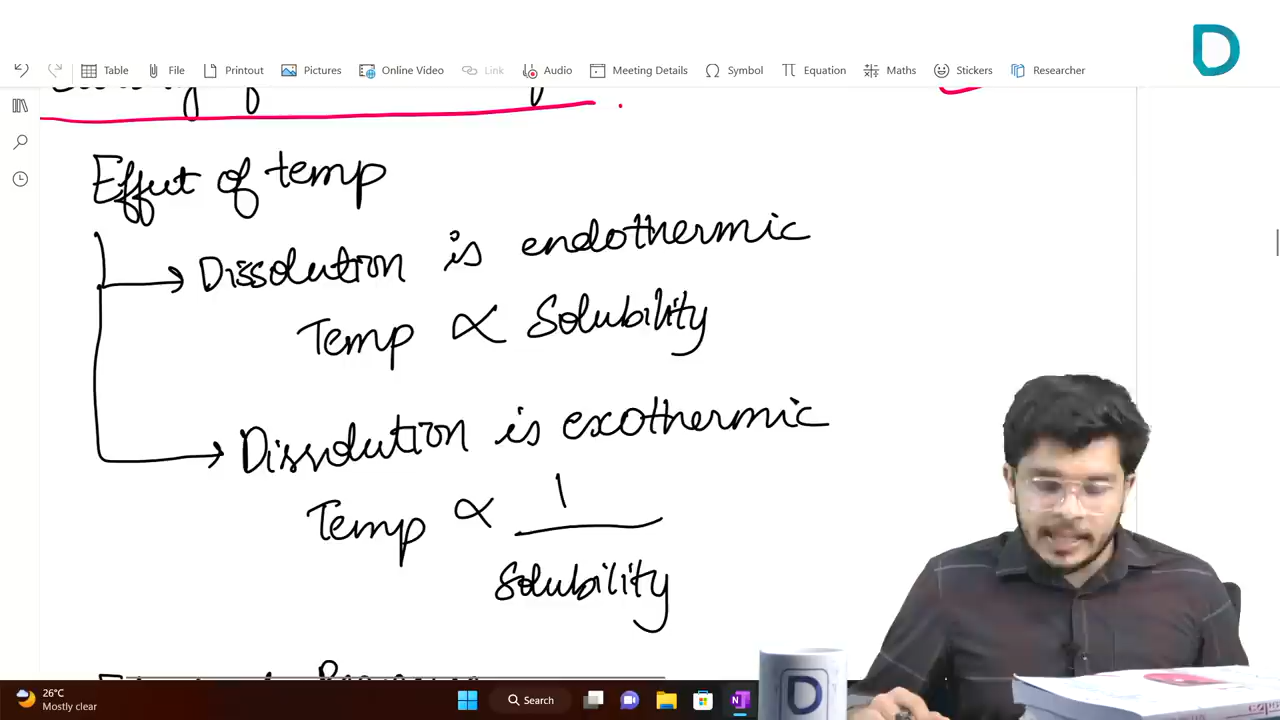 D
Table File Printout Pictures Online Video Link Audio Meeting Details Symbol Equation Maths Stickers Researcher
Effect of temp
Dissolution is endothermic
Temp ∝ Solubility
Dissolution is exothermic
Temp ∝ 1
Solubility
26°C
Mostly clear
Search
D